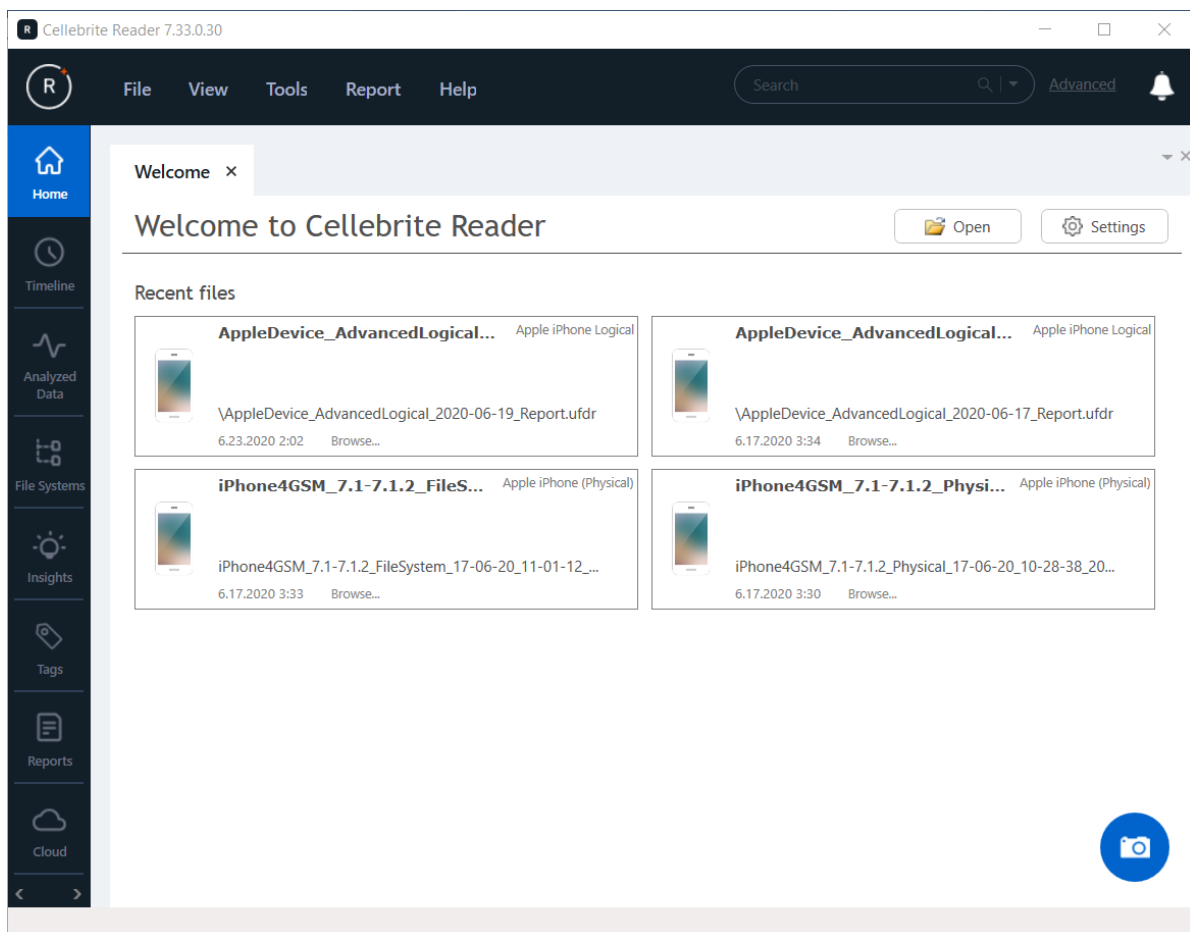 R Cellebrite Reader 7.33.0.30
R File View Tools Report Help Search Advanced
Home
Timeline
Analyzed
Data
File Systems
Insights
Tags
Reports
Cloud
Welcome
Welcome to Cellebrite Reader Open Settings
Recent files
AppleDevice_AdvancedLogical... Apple iPhone Logical
\AppleDevice_AdvancedLogical_2020-06-19_Report.ufdr
6.23.2020 2:02 Browse...
AppleDevice_AdvancedLogical... Apple iPhone Logical
\AppleDevice_AdvancedLogical_2020-06-17_Report.ufdr
6.17.2020 3:34 Browse...
iPhone4GSM_7.1-7.1.2_FileS... Apple iPhone (Physical)
iPhone4GSM_7.1-7.1.2_FileSystem_17-06-20_11-01-12_...
6.17.2020 3:33 Browse...
iPhone4GSM_7.1-7.1.2_Physi... Apple iPhone (Physical)
iPhone4GSM_7.1-7.1.2_Physical_17-06-20_10-28-38_20...
6.17.2020 3:30 Browse...